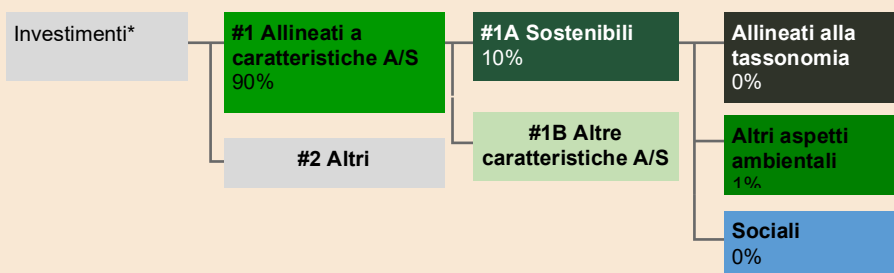 Investimenti*
#1 Allineati a
caratteristiche A/S
90%
#2 Altri
#1A Sostenibili
10%
#1B Altre
caratteristiche A/S
Allineati alla
tassonomia
0%
Altri aspetti
ambientali
1%
Sociali
0%